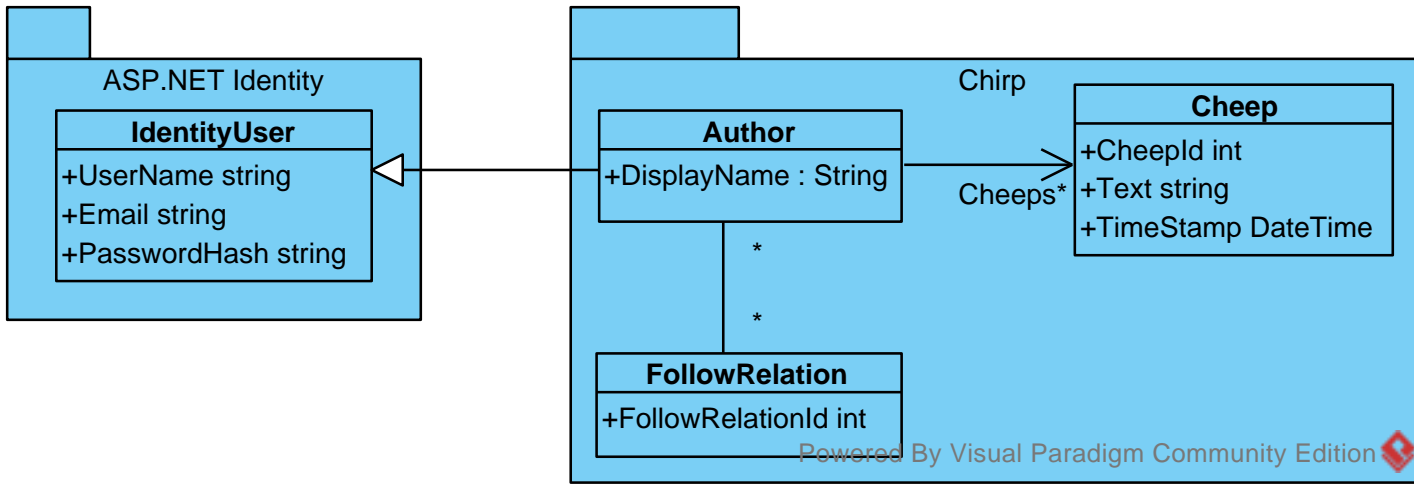 ASP.NET Identity
IdentityUser
+UserName string
+Email string
+PasswordHash string
Chirp
Author
+DisplayName : String
Cheeps*
Cheep
+CheepId int
+Text string
+TimeStamp DateTime
*
*
FollowRelation
+FollowRelationId int
Powered By Visual Paradigm Community Edition